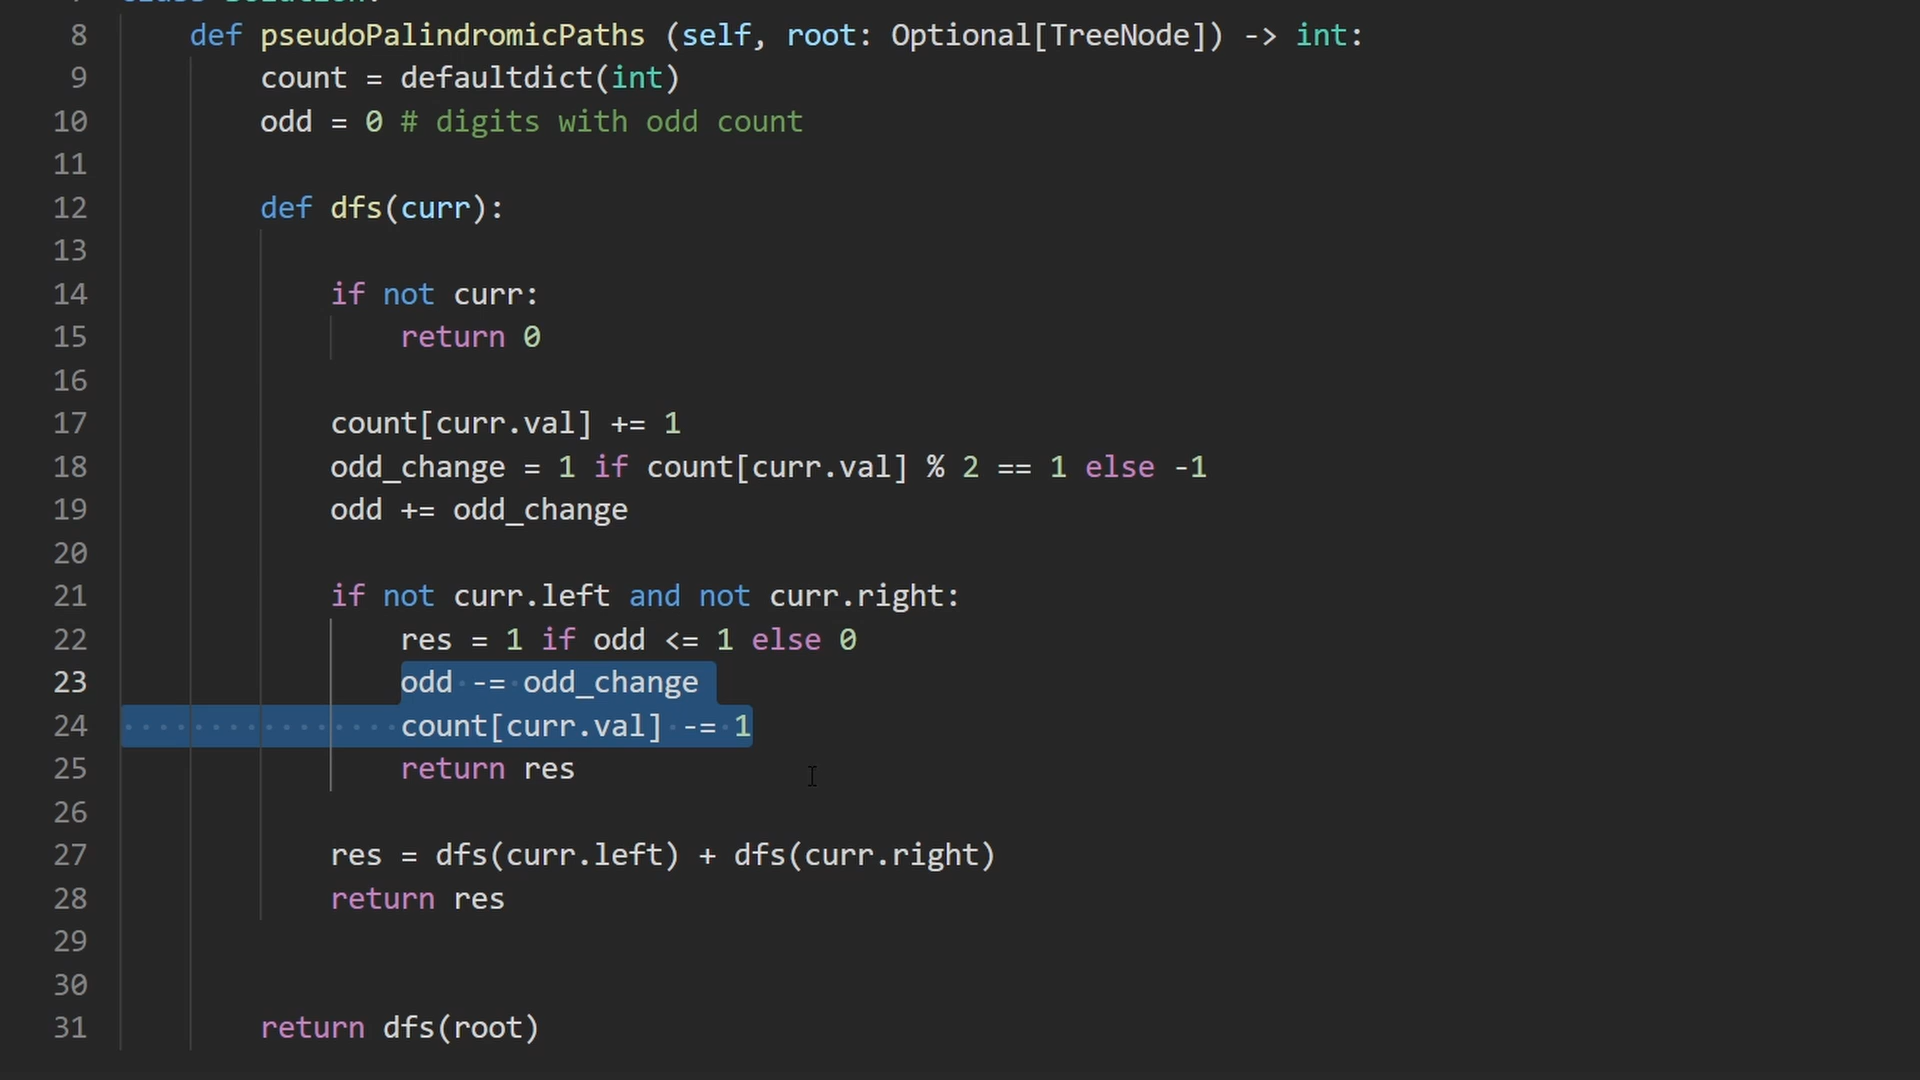 8 def pseudoPalindromicPaths (self, root: Optional[TreeNode]) -> int:
9 count = defaultdict(int)
10 odd = 0 # digits with odd count
11
12 def dfs(curr):
13
14 if not curr:
15 return 0
16
17 count[curr.val] += 1
18 odd_change = 1 if count[curr.val] % 2 == 1 else -1
19 odd += odd_change
20
21 if not curr.left and not curr.right:
22 res = 1 if odd <= 1 else 0
23 odd -= odd_change
24 count[curr.val] -= 1
25 return res
26
27 res = dfs(curr.left) + dfs(curr.right)
28 return res
29
30
31 return dfs(root)